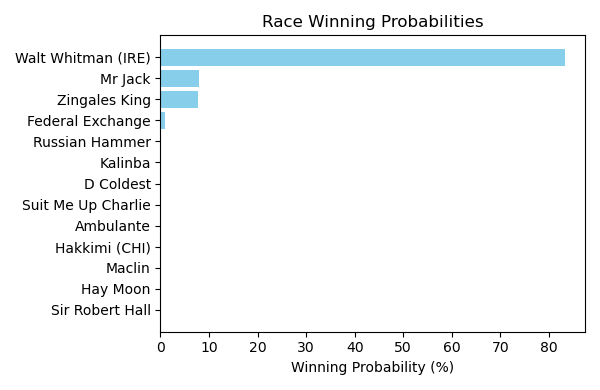 Race Winning Probabilities
Walt Whitman (IRE)
Mr Jack
Zingales King
Federal Exchange
Russian Hammer
Kalinba
D Coldest
Suit Me Up Charlie
Ambulante
Hakkimi (CHI)
Maclin
Hay Moon
Sir Robert Hall
0 10 20 30 40 50 60 70 80
Winning Probability (%)